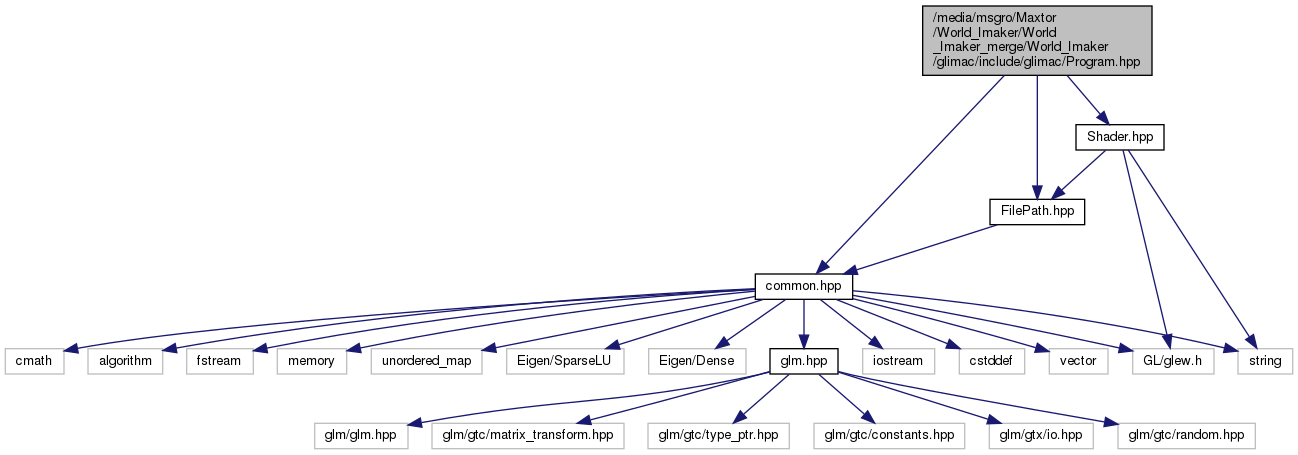 /media/msgro/Maxtor
/World_Imaker/World
_Imaker_merge/World_Imaker
/glimac/include/glimac/Program.hpp
Shader.hpp
FilePath.hpp
common.hpp
cmath
algorithm
fstream
memory
unordered_map
Eigen/SparseLU
Eigen/Dense
glm.hpp
iostream
cstddef
vector
GL/glew.h
string
glm/glm.hpp
glm/gtc/matrix_transform.hpp
glm/gtc/type_ptr.hpp
glm/gtc/constants.hpp
glm/gtx/io.hpp
glm/gtc/random.hpp